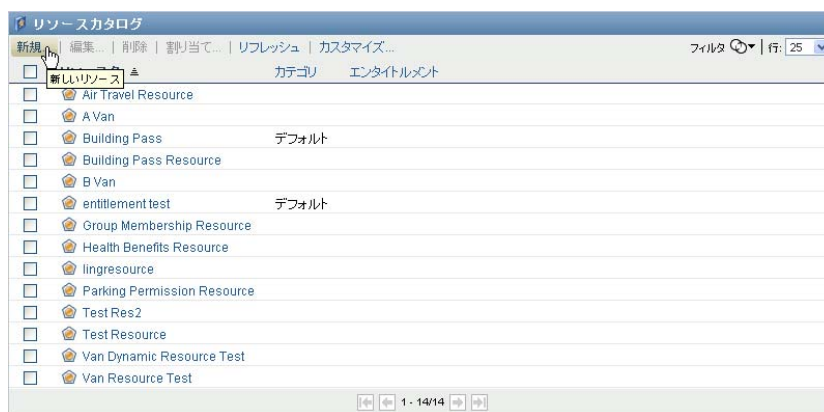 リソースカタログ
新規... | 編集... | 削除 | 割り当て... | リフレッシュ | カスタマイズ... フィルタ | 行: 25
新しいリソース カテゴリ エンタイトルメント
Air Travel Resource
A Van
Building Pass デフォルト
Building Pass Resource
B Van
entitlement test デフォルト
Group Membership Resource
Health Benefits Resource
lingresource
Parking Permission Resource
Test Res2
Test Resource
Van Dynamic Resource Test
Van Resource Test
1 - 14/14